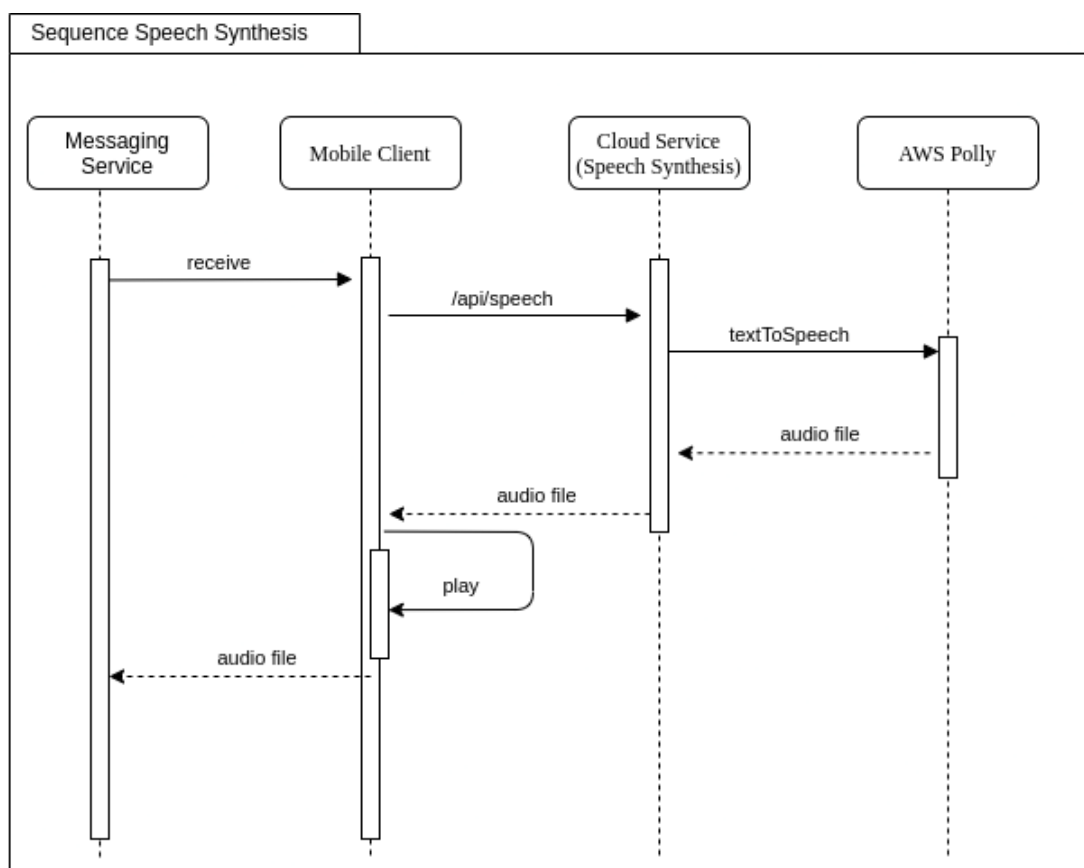 Sequence Speech Synthesis
Messaging
Service
Mobile Client
Cloud Service
(Speech Synthesis)
AWS Polly
receive
/api/speech
textToSpeech
audio file
audio file
play
audio file